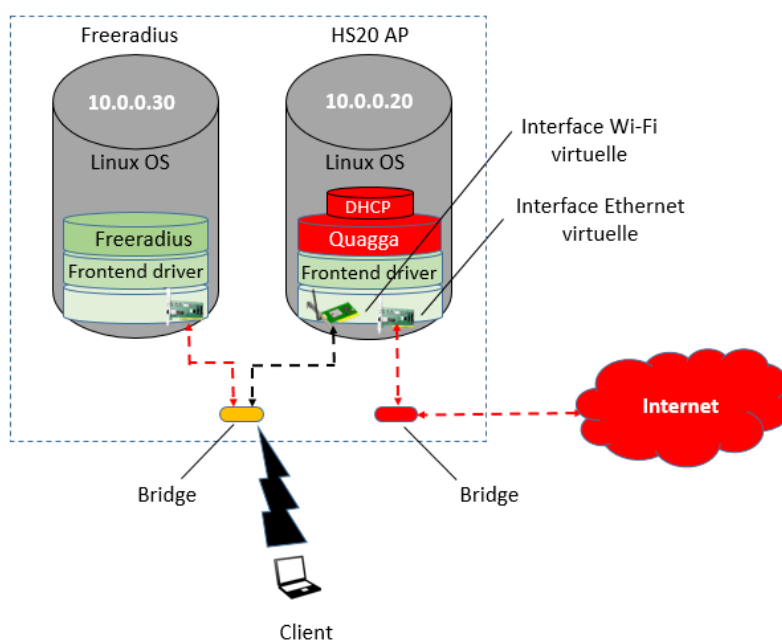 Freeradius
HS20 AP
10.0.0.30
10.0.0.20
Interface Wi-Fi
virtuelle
Linux OS
Linux OS
DHCP
Interface Ethernet
virtuelle
Freeradius
Quagga
Frontend driver
Frontend driver
Internet
Bridge
Bridge
Client